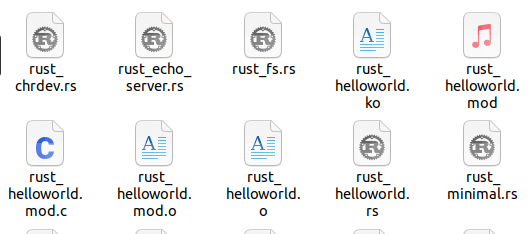 rust_
chrdev.rs
rust_echo_
server.rs
rust_fs.rs
rust_
helloworld.
ko
rust_
helloworld.
mod
rust_
helloworld.
mod.c
rust_
helloworld.
mod.o
rust_
helloworld.
o
rust_
helloworld.
rs
rust_
minimal.rs